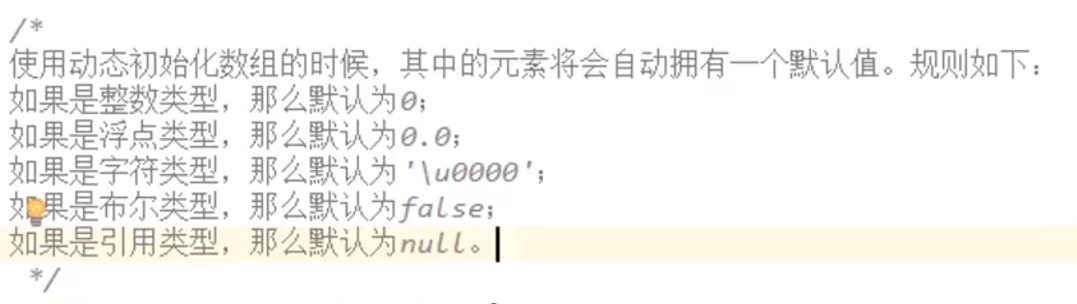 /*
使用动态初始化数组的时候，其中的元素将会自动拥有一个默认值。规则如下：
如果是整数类型，那么默认为0；
如果是浮点类型，那么默认为0.0；
如果是字符类型，那么默认为'\u0000'；
如果是布尔类型，那么默认为false；
如果是引用类型，那么默认为null。
*/